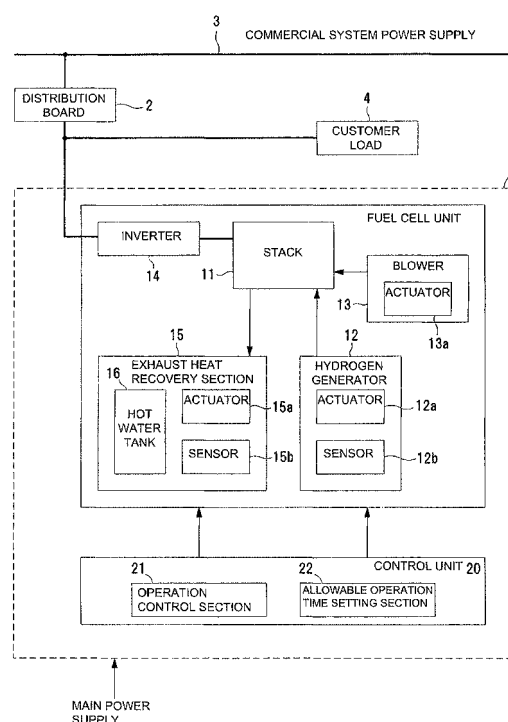 3
COMMERCIAL SYSTEM POWER SUPPLY
DISTRIBUTION
BOARD
2
4
CUSTOMER
LOAD
FUEL CELL UNIT
INVERTER
14
STACK
11
BLOWER
ACTUATOR
13
13a
15
EXHAUST HEAT
RECOVERY SECTION
16
HOT
WATER
TANK
ACTUATOR
15a
SENSOR
15b
12
HYDROGEN
GENERATOR
ACTUATOR
12a
SENSOR
12b
CONTROL UNIT 20
21
OPERATION
CONTROL SECTION
22
ALLOWABLE OPERATION
TIME SETTING SECTION
MAIN POWER
SUPPLY